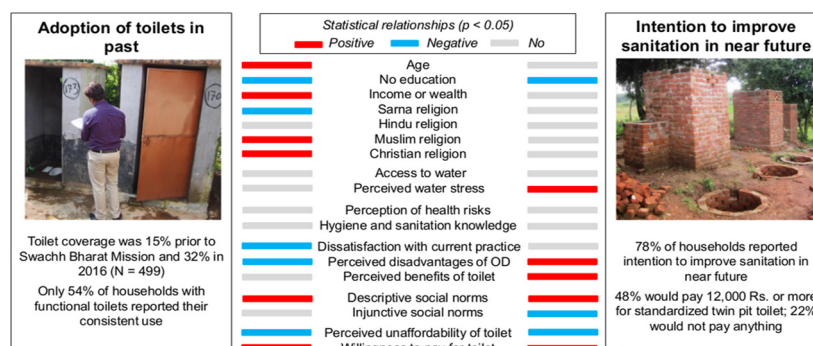 Adoption of toilets in
past
177
170
Toilet coverage was 15% prior to
Swachh Bharat Mission and 32% in
2016 (N = 499)
Only 54% of households with
functional toilets reported their
consistent use
Statistical relationships (p < 0.05)
Positive Negative No
Age
No education
Income or wealth
Sarna religion
Hindu religion
Muslim religion
Christian religion
Access to water
Perceived water stress
Perception of health risks
Hygiene and sanitation knowledge
Dissatisfaction with current practice
Perceived disadvantages of OD
Perceived benefits of toilet
Descriptive social norms
Injunctive social norms
Perceived unaffordability of toilet
Willingness to pay for toilet
Intention to improve
sanitation in near future
78% of households reported
intention to improve sanitation in
near future
48% would pay 12,000 Rs. or more
for standardized twin pit toilet; 22%
would not pay anything